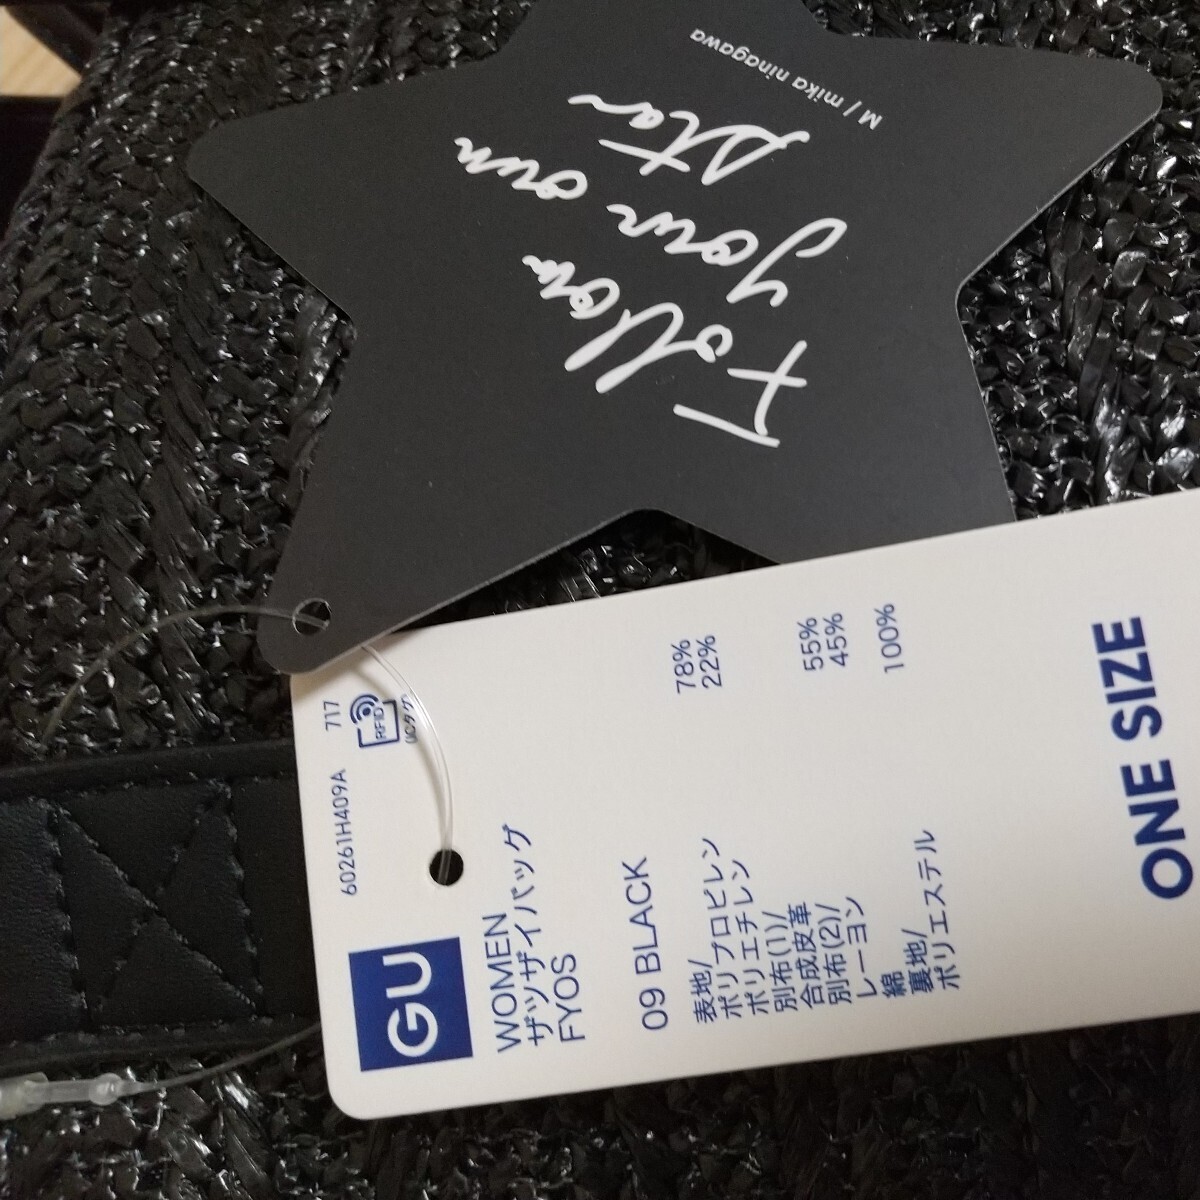 Follow
your own
star
M / mika ninagawa
60261H409A 717
RFID
GU
WOMEN
ザッツザイバッグ
FYOS
09 BLACK
表地/
ポリプロピレン 78%
ポリエチレン 22%
別布(1)/
合成皮革
別布(2)/
レーヨン 55%
綿 45%
裏地/
ポリエステル 100%
ONE SIZE